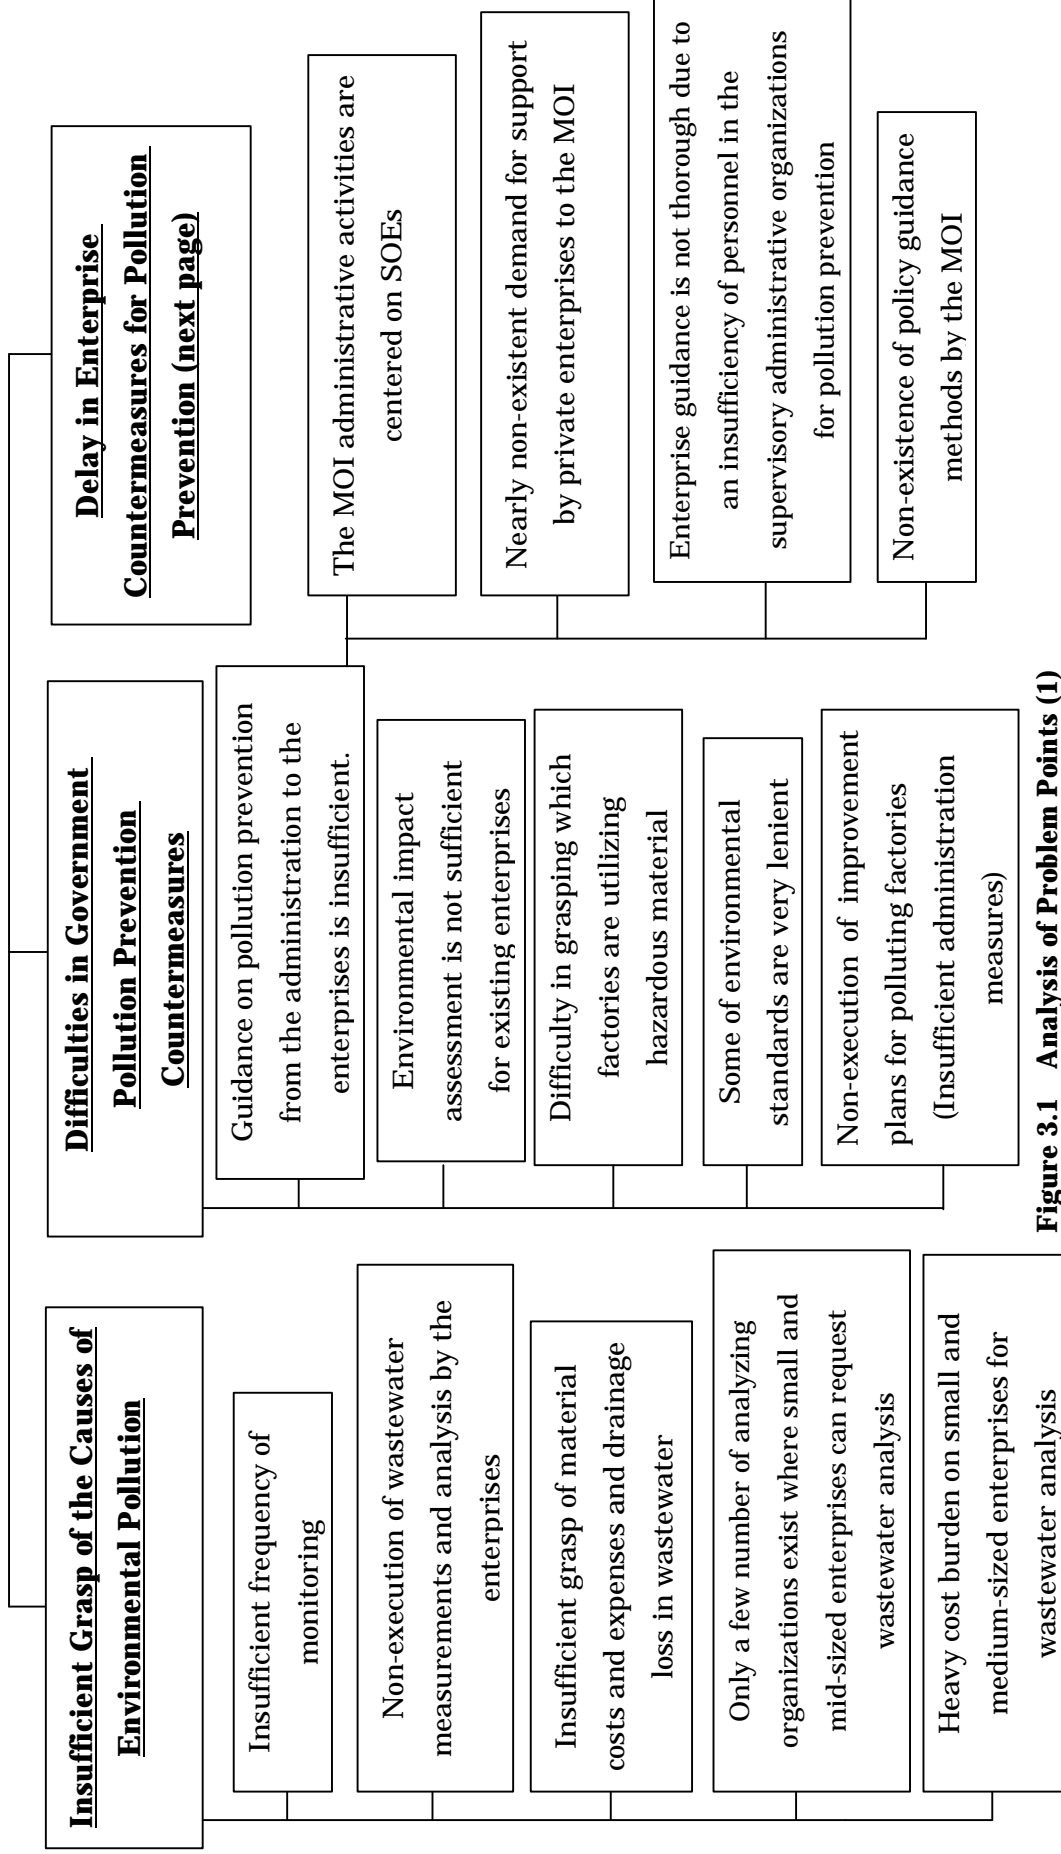 Insufficient Grasp of the Causes of
Environmental Pollution
Insufficient frequency of
monitoring
Non-execution of wastewater
measurements and analysis by the
enterprises
Insufficient grasp of material
costs and expenses and drainage
loss in wastewater
Only a few number of analyzing
organizations exist where small and
mid-sized enterprises can request
wastewater analysis
Heavy cost burden on small and
medium-sized enterprises for
wastewater analysis
Difficulties in Government
Pollution Prevention
Countermeasures
Guidance on pollution prevention
from the administration to the
enterprises is insufficient.
Environmental impact
assessment is not sufficient
for existing enterprises
Difficulty in grasping which
factories are utilizing
hazardous material
Some of environmental
standards are very lenient
Non-execution of improvement
plans for polluting factories
(Insufficient administration
measures)
Delay in Enterprise
Countermeasures for Pollution
Prevention (next page)
The MOI administrative activities are
centered on SOEs
Nearly non-existent demand for support
by private enterprises to the MOI
Enterprise guidance is not thorough due to
an insufficiency of personnel in the
supervisory administrative organizations
for pollution prevention
Non-existence of policy guidance
methods by the MOI
Figure 3.1 Analysis of Problem Points (1)